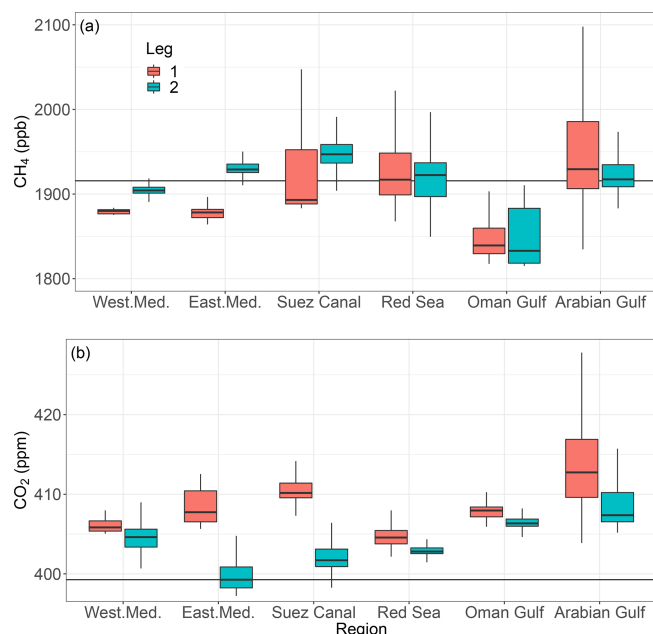 (a)
Leg
1
2
2100
2000
1900
1800
CH₄ (ppb)
West.Med. East.Med. Suez Canal Red Sea Oman Gulf Arabian Gulf
(b)
420
410
400
CO₂ (ppm)
West.Med. East.Med. Suez Canal Red Sea Oman Gulf Arabian Gulf
Region